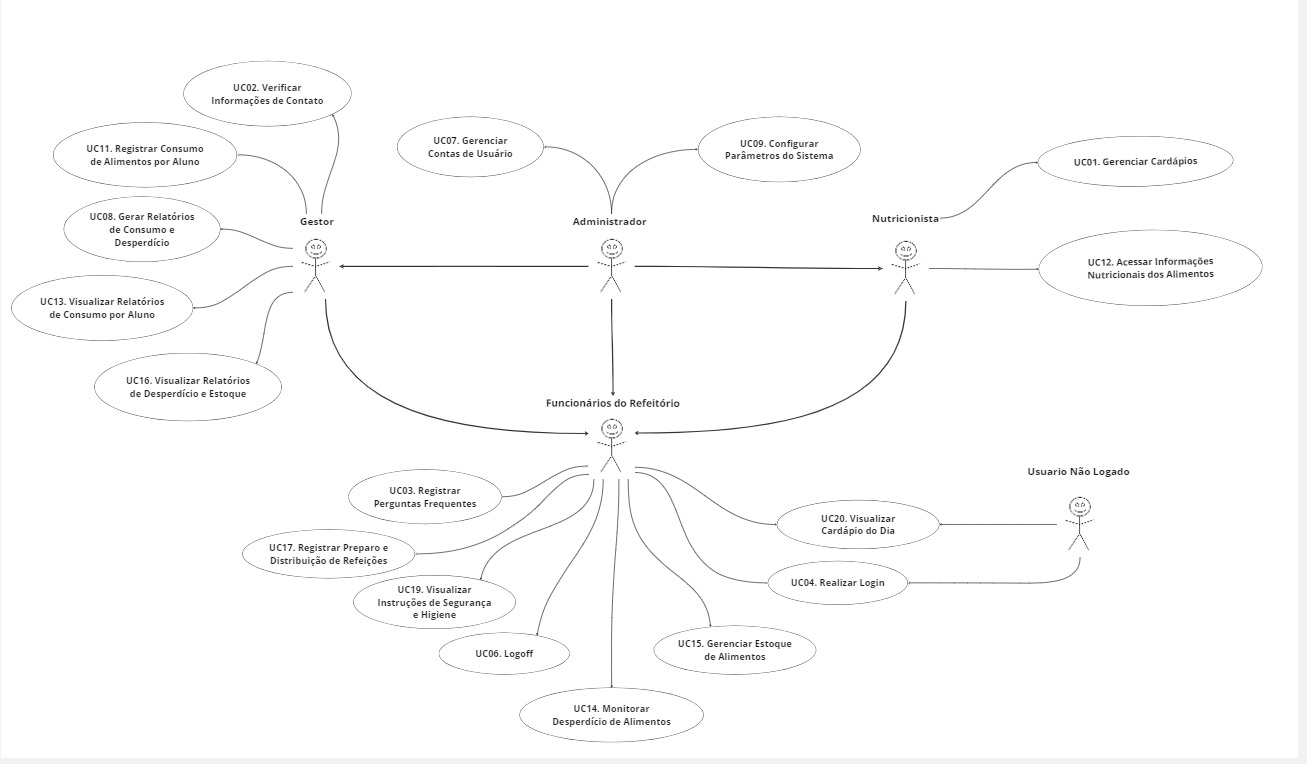 UC02. Verificar
Informações de Contato
UC11. Registrar Consumo
de Alimentos por Aluno
UC07. Gerenciar
Contas de Usuário
UC09. Configurar
Parâmetros do Sistema
UC01. Gerenciar Cardápios
UC08. Gerar Relatórios
de Consumo e
Desperdício
Gestor
Administrador
Nutricionista
UC12. Acessar Informações
Nutricionais dos Alimentos
UC13. Visualizar Relatórios
de Consumo por Aluno
UC16. Visualizar Relatórios
de Desperdício e Estoque
Funcionários do Refeitório
Usuario Não Logado
UC03. Registrar
Perguntas Frequentes
UC20. Visualizar
Cardápio do Dia
UC17. Registrar Preparo e
Distribuição de Refeições
UC04. Realizar Login
UC19. Visualizar
Instruções de Segurança
e Higiene
UC06. Logoff
UC15. Gerenciar Estoque
de Alimentos
UC14. Monitorar
Desperdício de Alimentos